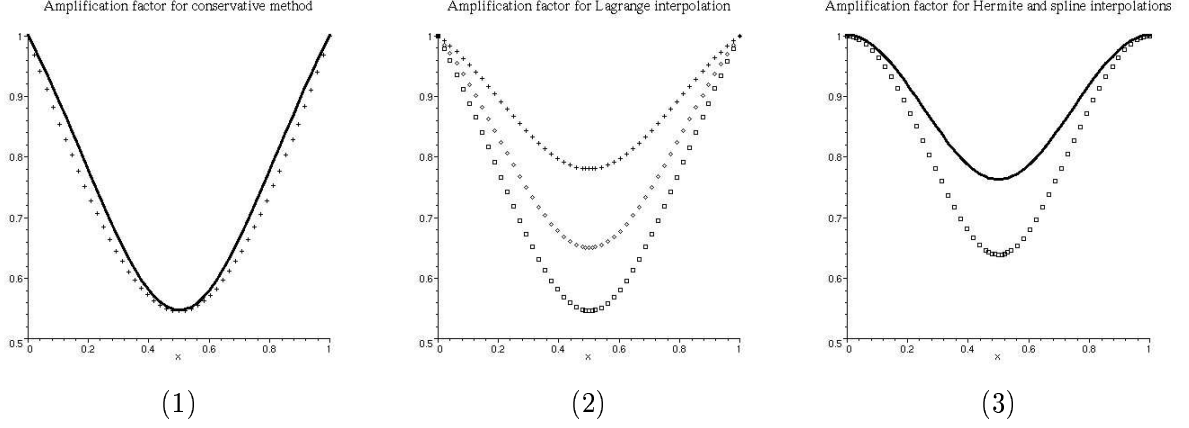 Amplification factor for conservative method
1
0.9
0.8
0.7
0.6
0.5
0 0.2 0.4 0.6 0.8 1
x
(1)
Amplification factor for Lagrange interpolation
1
0.9
0.8
0.7
0.6
0.5
0 0.2 0.4 0.6 0.8 1
x
(2)
Amplification factor for Hermite and spline interpolations
1
0.9
0.8
0.7
0.6
0.5
0 0.2 0.4 0.6 0.8 1
x
(3)